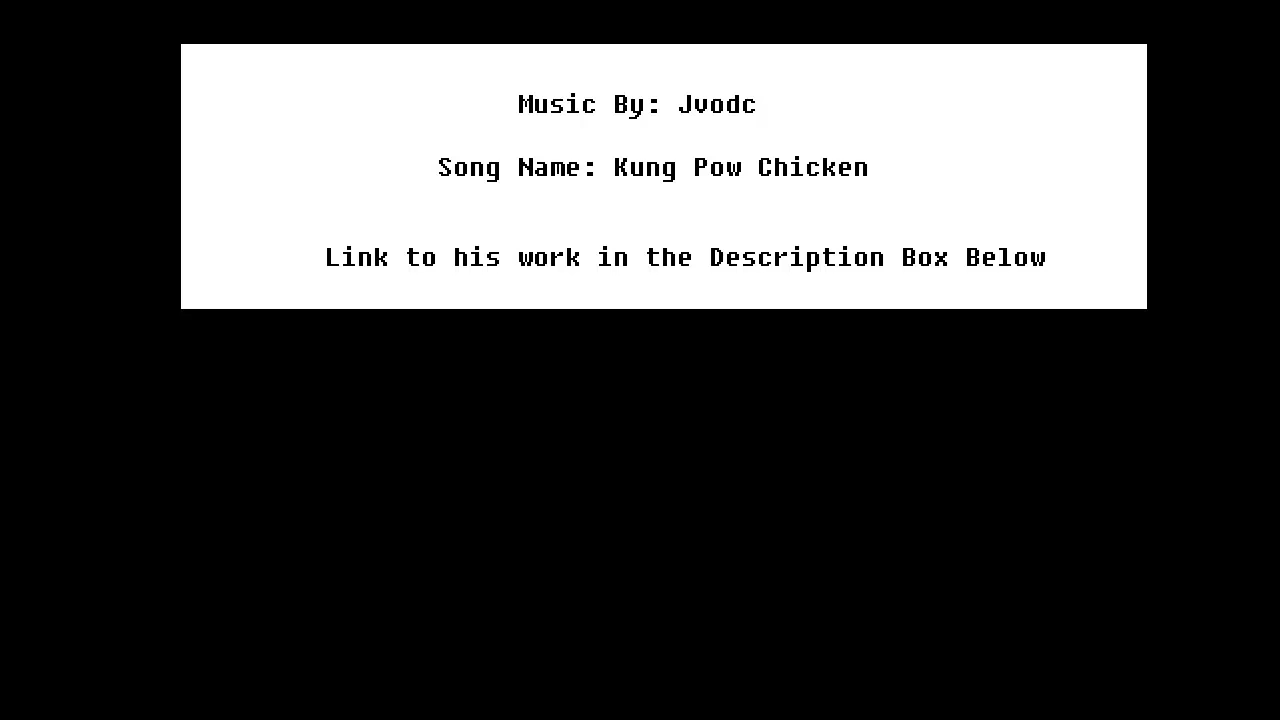 Music By: Jvodc
Song Name: Kung Pow Chicken
Link to his work in the Description Box Below